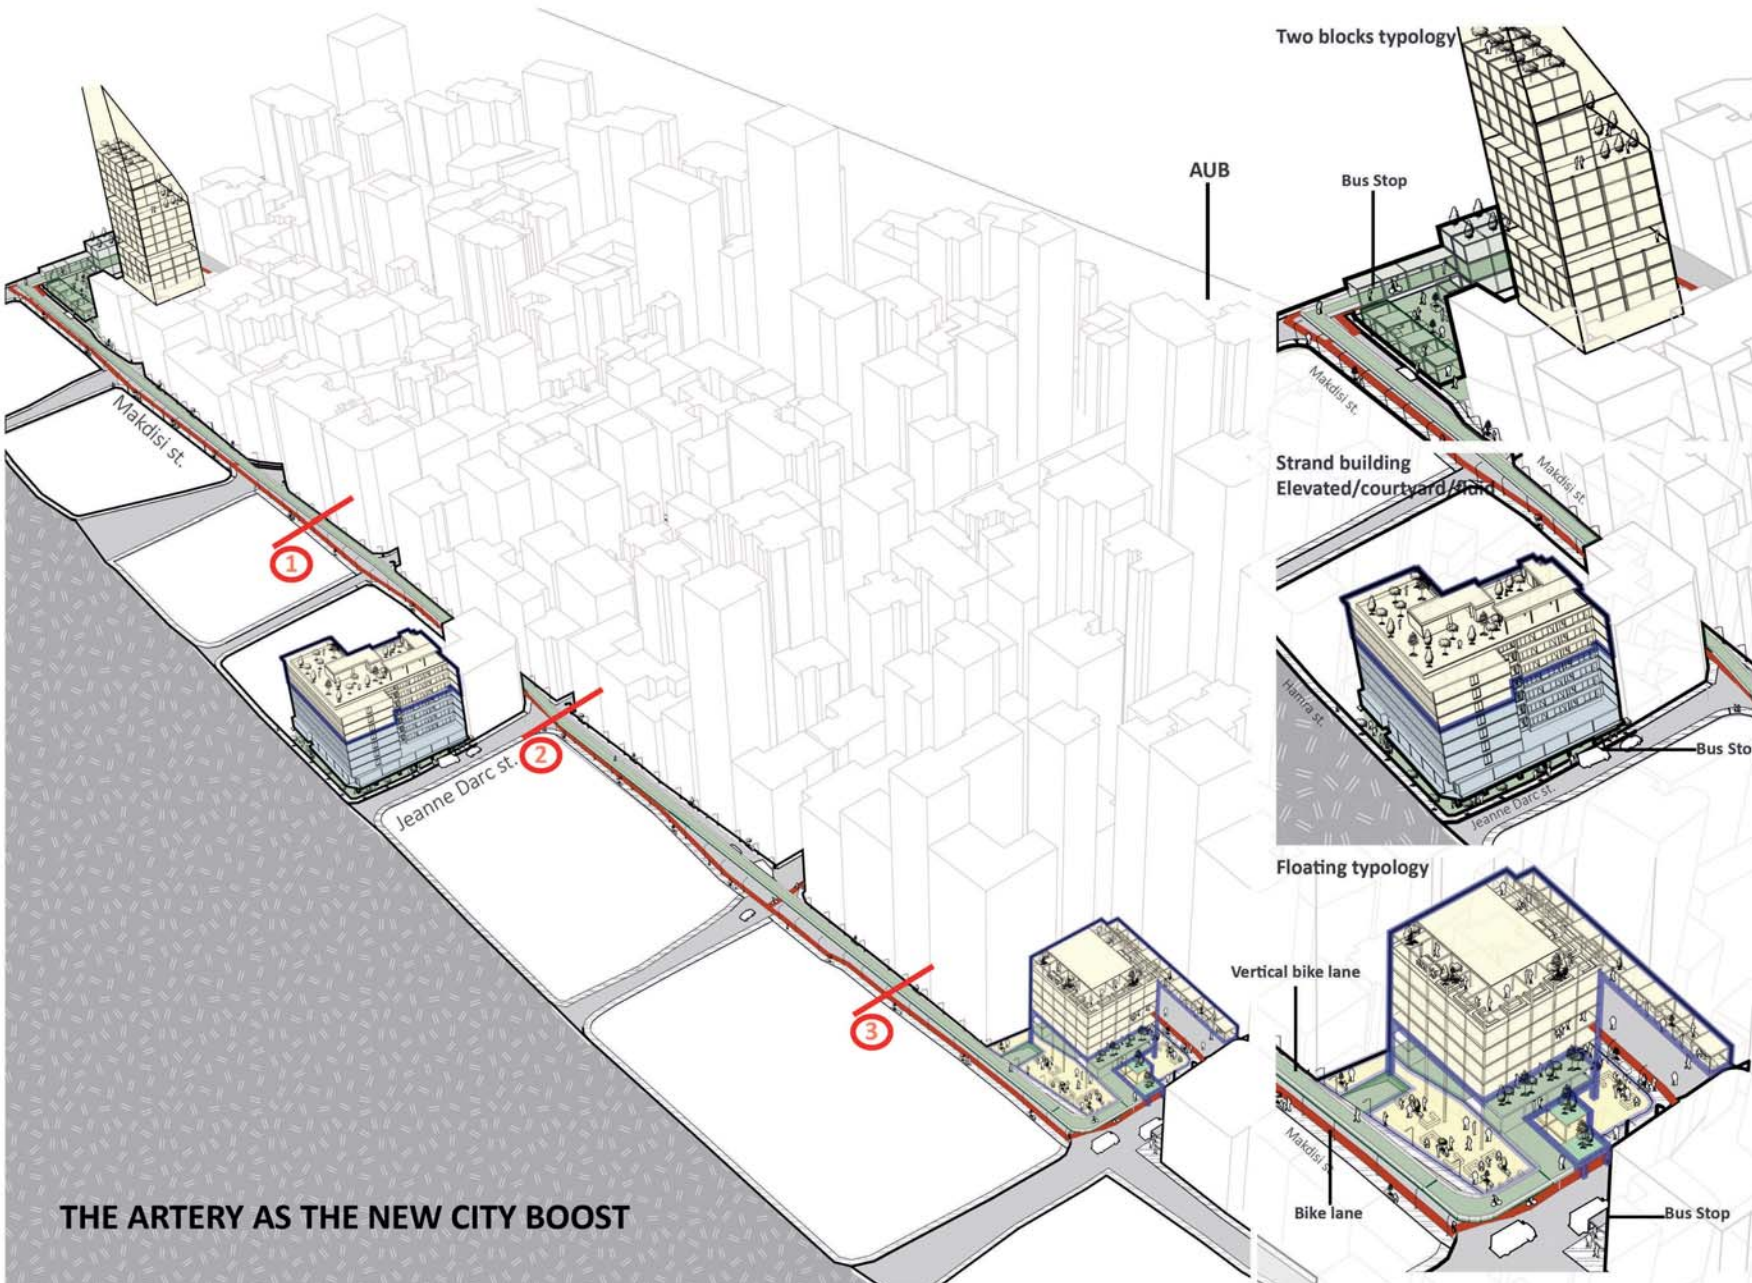 Two blocks typology
AUB
Bus Stop
Makdisi st.
Makdisi st.
Strand building
Elevated/courtyard/fluid
Makdisi st.
1
Hamra st.
Bus Sto
2
Jeanne Darc st.
Jeanne Darc st.
Floating typology
Vertical bike lane
3
Makdisi s
Bike lane
Bus Stop
THE ARTERY AS THE NEW CITY BOOST